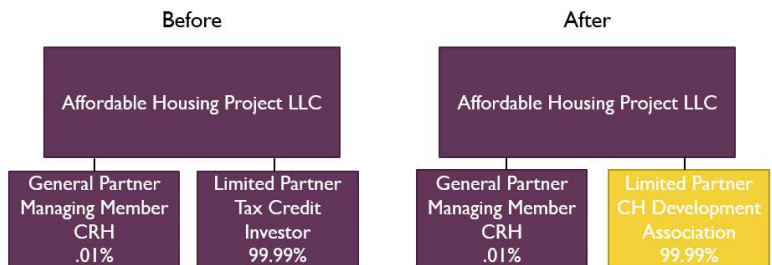 Before
Affordable Housing Project LLC
General Partner
Managing Member
CRH
.01%
Limited Partner
Tax Credit
Investor
99.99%
After
Affordable Housing Project LLC
General Partner
Managing Member
CRH
.01%
Limited Partner
CH Development
Association
99.99%